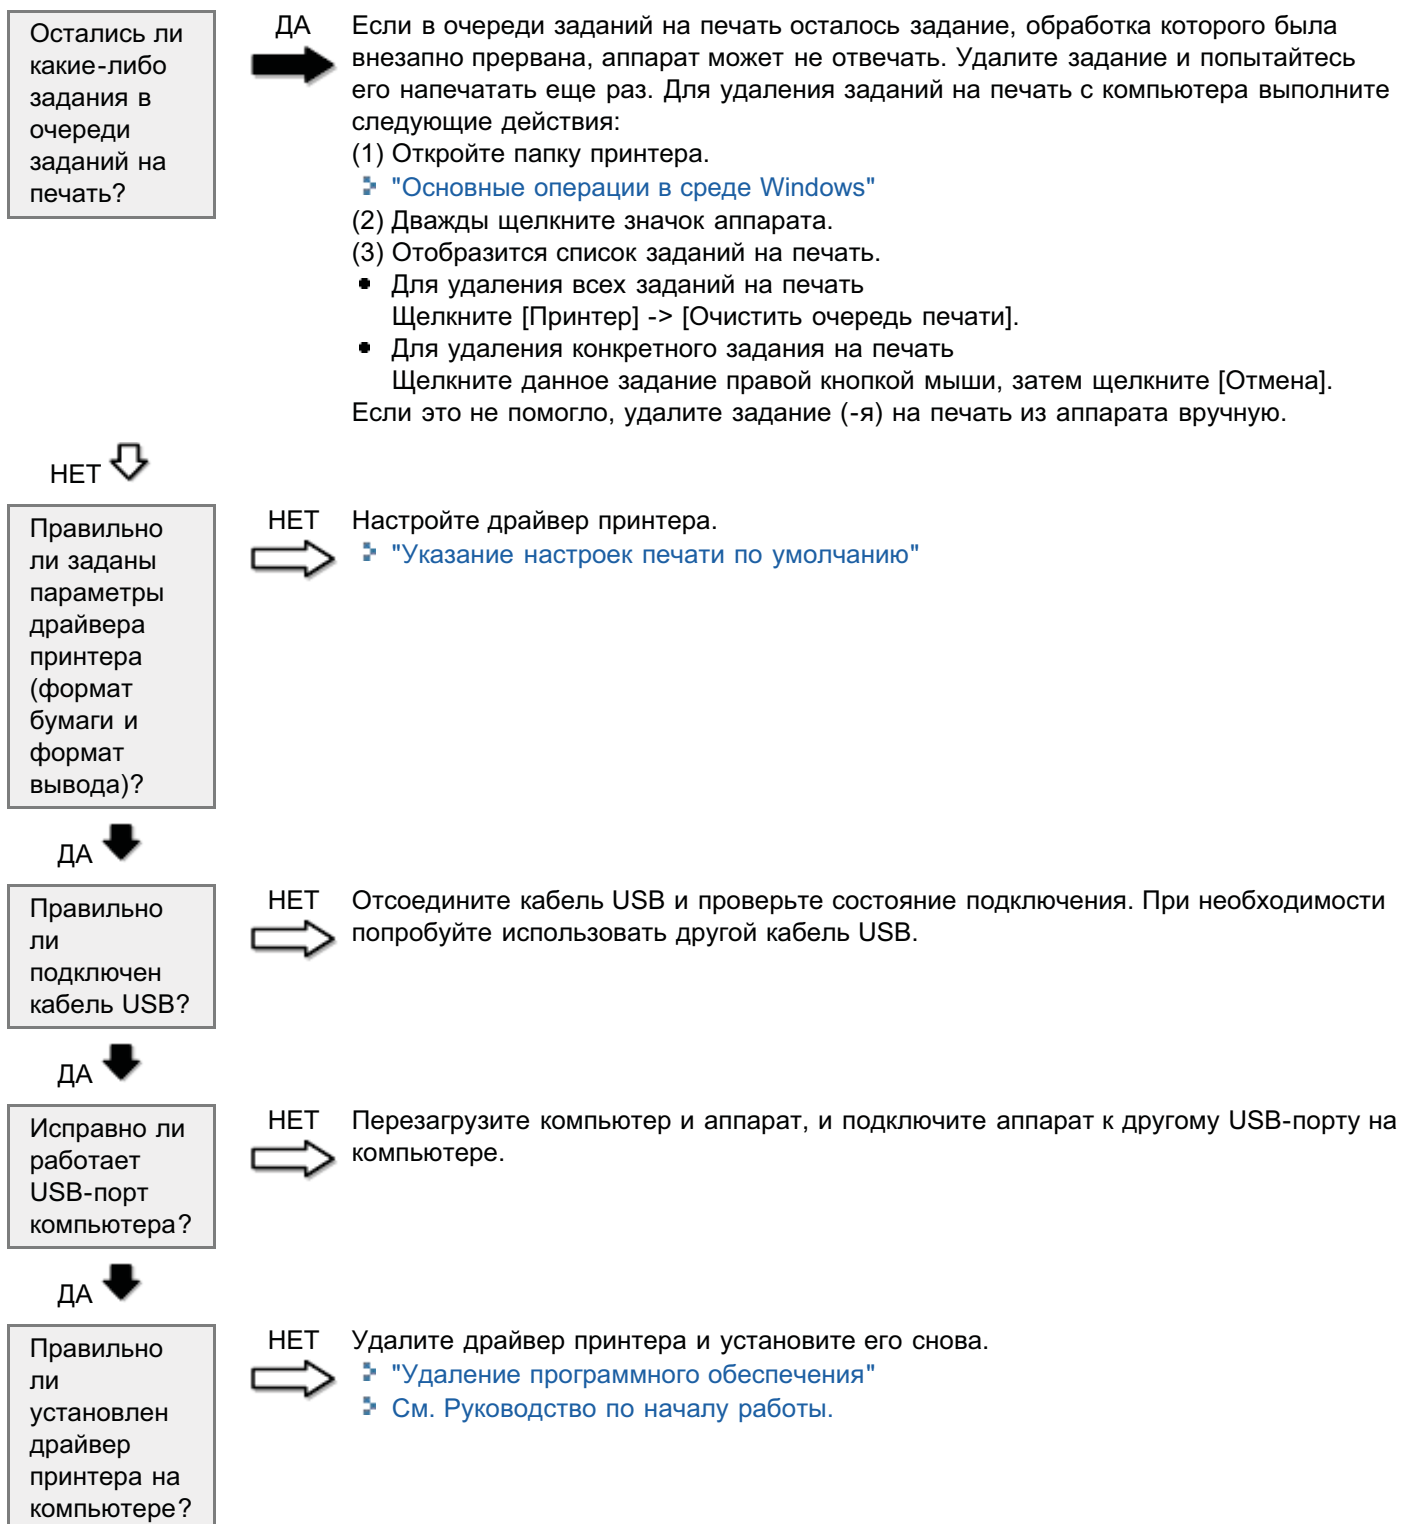 Остались ли
какие-либо
задания в
очереди
заданий на
печать?
ДА
Если в очереди заданий на печать осталось задание, обработка которого была
внезапно прервана, аппарат может не отвечать. Удалите задание и попытайтесь
его напечатать еще раз. Для удаления заданий на печать с компьютера выполните
следующие действия:
(1) Откройте папку принтера.
"Основные операции в среде Windows"
(2) Дважды щелкните значок аппарата.
(3) Отобразится список заданий на печать.
• Для удаления всех заданий на печать
Щелкните [Принтер] -> [Очистить очередь печати].
• Для удаления конкретного задания на печать
Щелкните данное задание правой кнопкой мыши, затем щелкните [Отмена].
Если это не помогло, удалите задание (-я) на печать из аппарата вручную.
НЕТ
Правильно
ли заданы
параметры
драйвера
принтера
(формат
бумаги и
формат
вывода)?
НЕТ
Настройте драйвер принтера.
"Указание настроек печати по умолчанию"
ДА
Правильно
ли
подключен
кабель USB?
НЕТ
Отсоедините кабель USB и проверьте состояние подключения. При необходимости
попробуйте использовать другой кабель USB.
ДА
Исправно ли
работает
USB-порт
компьютера?
НЕТ
Перезагрузите компьютер и аппарат, и подключите аппарат к другому USB-порту на
компьютере.
ДА
Правильно
ли
установлен
драйвер
принтера на
компьютере?
НЕТ
Удалите драйвер принтера и установите его снова.
"Удаление программного обеспечения"
См. Руководство по началу работы.